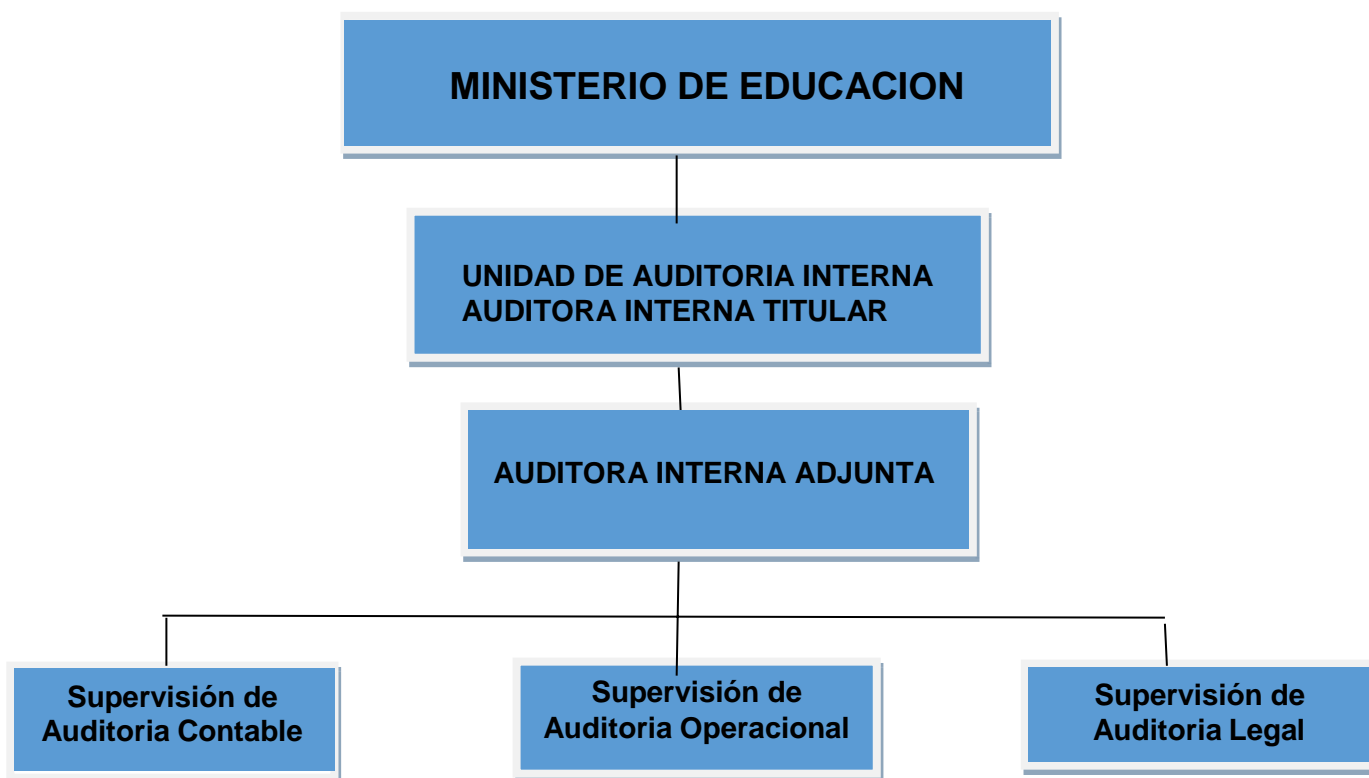 MINISTERIO DE EDUCACION
UNIDAD DE AUDITORIA INTERNA
AUDITORA INTERNA TITULAR
AUDITORA INTERNA ADJUNTA
Supervisión de
Auditoria Contable
Supervisión de
Auditoria Operacional
Supervisión de
Auditoria Legal